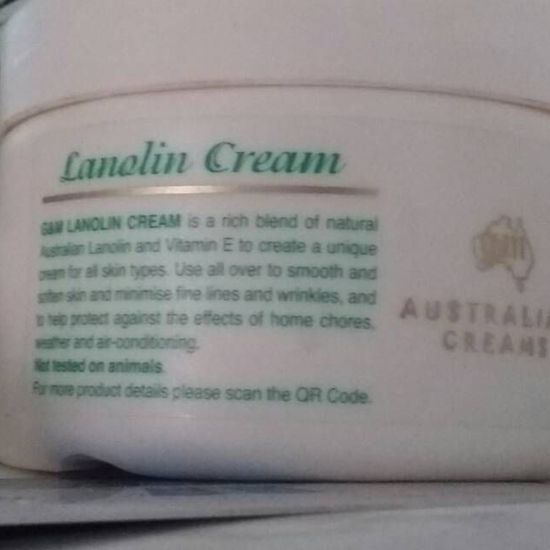 Lanolin Cream
G&M LANOLIN CREAM is a rich blend of natural
Australian Lanolin and Vitamin E to create a unique
cream for all skin types. Use all over to smooth and
soften skin and minimise fine lines and wrinkles, and
to help protect against the effects of home chores,
weather and air-conditioning.
Not tested on animals.
For more product details please scan the QR Code.
g&m
AUSTRALIA
CREAMS